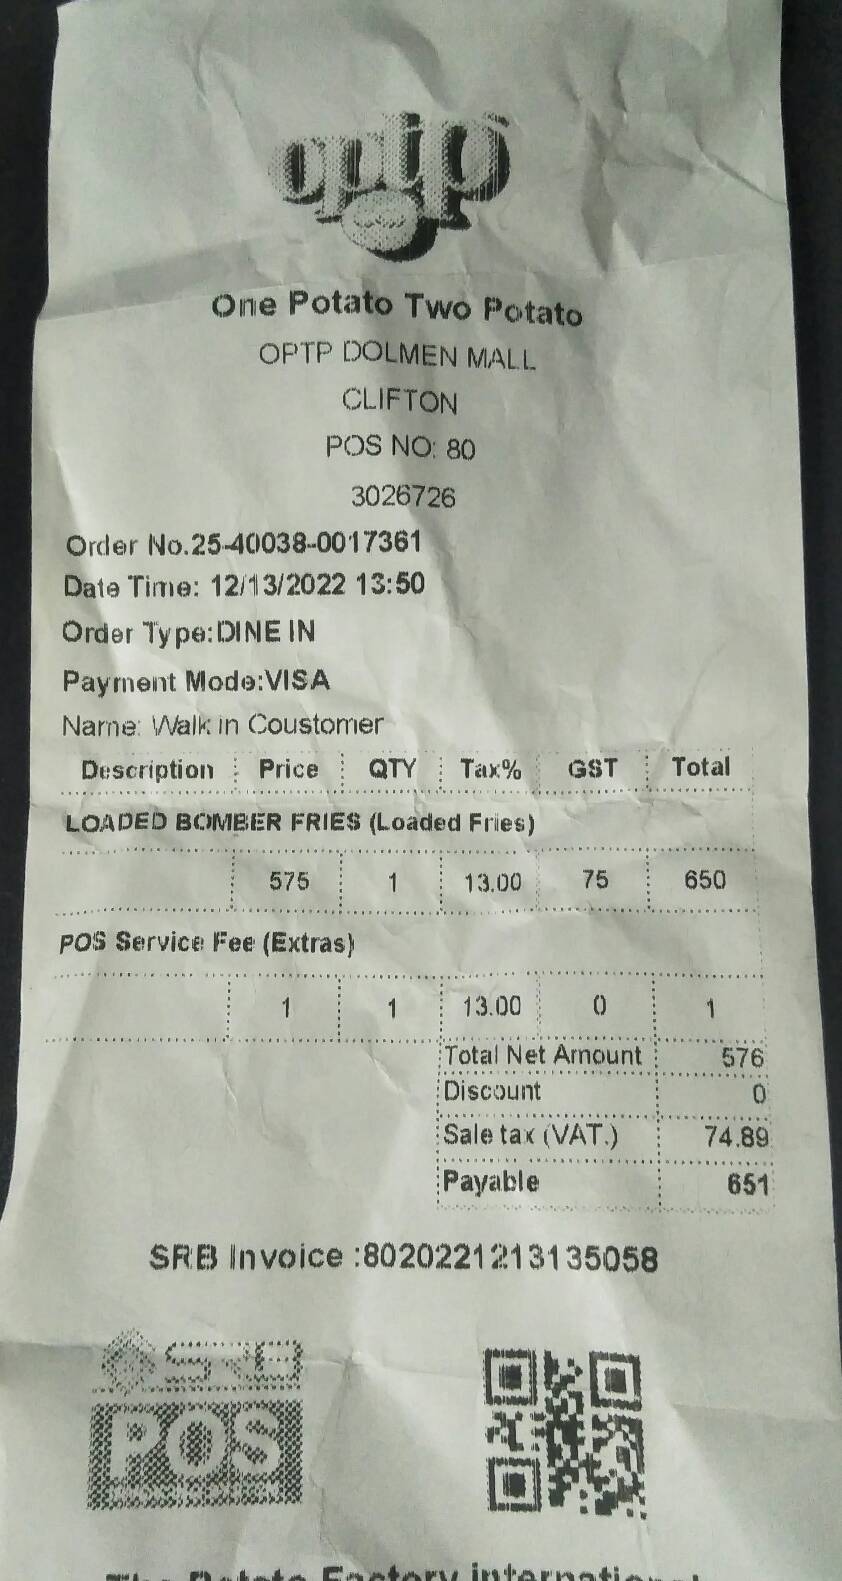 optp
One Potato Two Potato
OPTP DOLMEN MALL
CLIFTON
POS NO: 80
3026726
Order No.25-40038-0017361
Date Time: 12/13/2022 13:50
Order Type:DINE IN
Payment Mode:VISA
Name: Walk in Coustomer
Description Price QTY Tax% GST Total
LOADED BOMBER FRIES (Loaded Fries)
575 1 13.00 75 650
POS Service Fee (Extras)
1 1 13.00 0 1
Total Net Amount 576
Discount 0
Sale tax (VAT.) 74.89
Payable 651
SRB Invoice :8020221213135058
SRB
POS
The Potato Factory international